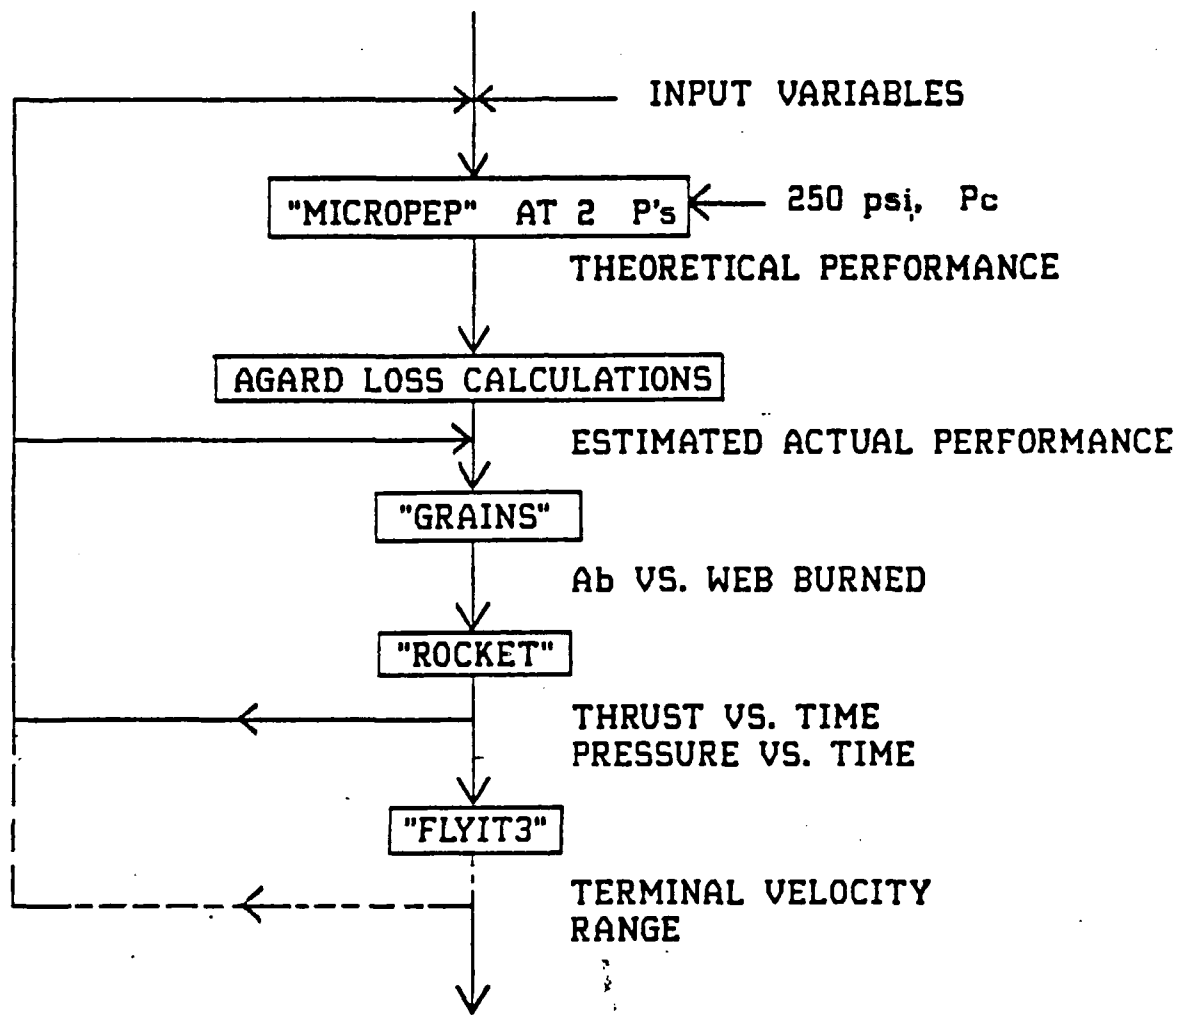 INPUT VARIABLES
"MICROPEP" AT 2 P's
250 psi, Pc
THEORETICAL PERFORMANCE
AGARD LOSS CALCULATIONS
ESTIMATED ACTUAL PERFORMANCE
"GRAINS"
Ab VS. WEB BURNED
"ROCKET"
THRUST VS. TIME
PRESSURE VS. TIME
"FLYIT3"
TERMINAL VELOCITY
RANGE